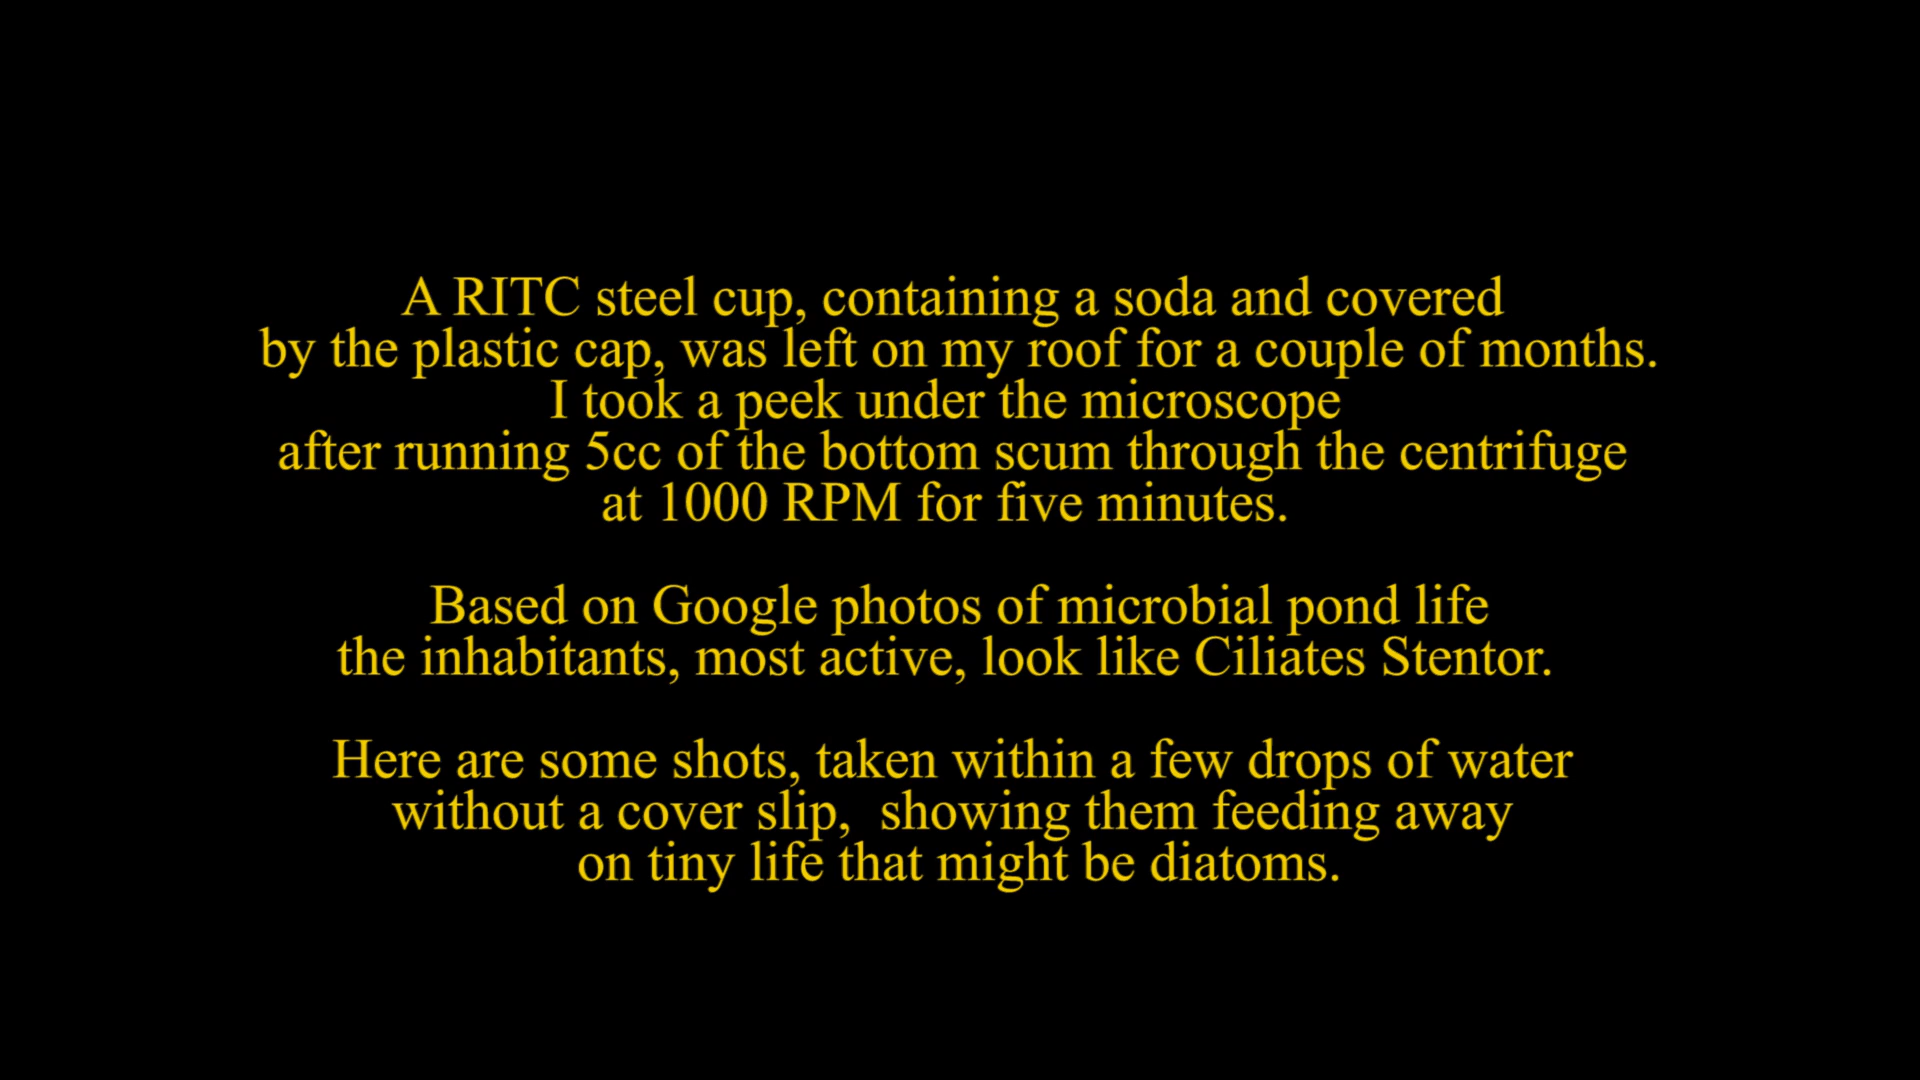 A RITC steel cup, containing a soda and covered
by the plastic cap, was left on my roof for a couple of months.
I took a peek under the microscope
after running 5cc of the bottom scum through the centrifuge
at 1000 RPM for five minutes.
Based on Google photos of microbial pond life
the inhabitants, most active, look like Ciliates Stentor.
Here are some shots, taken within a few drops of water
without a cover slip,  showing them feeding away
on tiny life that might be diatoms.